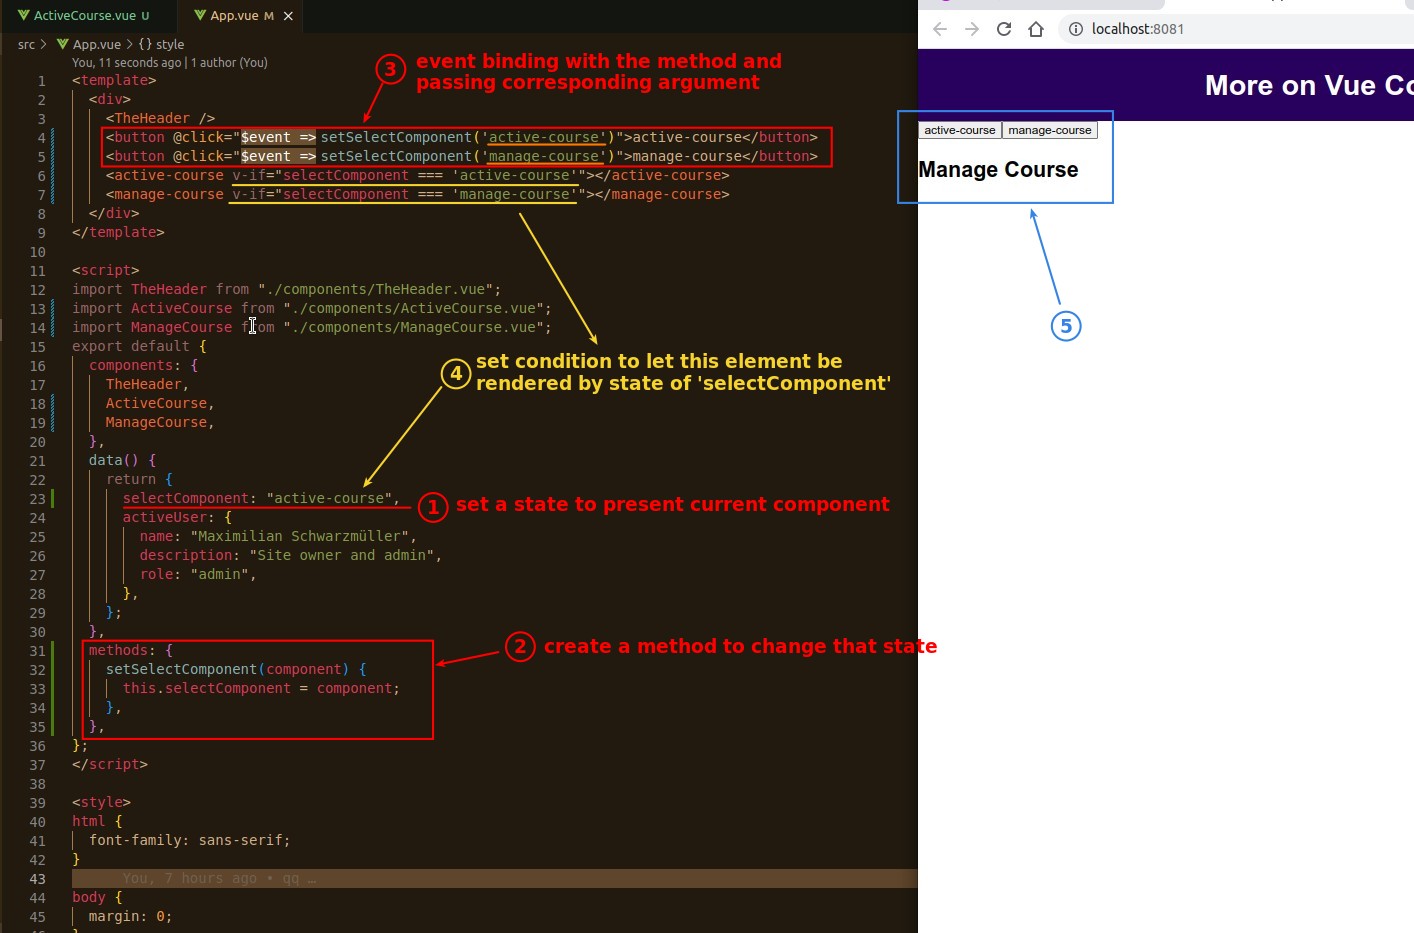 ActiveCourse.vue U
App.vue M
src > App.vue > {} style
You, 11 seconds ago | 1 author (You)
1 <template>
2 <div>
3 <TheHeader />
4 <button @click="$event => setSelectComponent('active-course')">active-course</button>
5 <button @click="$event => setSelectComponent('manage-course')">manage-course</button>
6 <active-course v-if="selectComponent === 'active-course'"></active-course>
7 <manage-course v-if="selectComponent === 'manage-course'"></manage-course>
8 </div>
9 </template>
10
11 <script>
12 import TheHeader from "./components/TheHeader.vue";
13 import ActiveCourse from "./components/ActiveCourse.vue";
14 import ManageCourse from "./components/ManageCourse.vue";
15 export default {
16 components: {
17 TheHeader,
18 ActiveCourse,
19 ManageCourse,
20 },
21 data() {
22 return {
23 selectComponent: "active-course",
24 activeUser: {
25 name: "Maximilian Schwarzmüller",
26 description: "Site owner and admin",
27 role: "admin",
28 },
29 };
30 },
31 methods: {
32 setSelectComponent(component) {
33 this.selectComponent = component;
34 },
35 },
36 };
37 </script>
38
39 <style>
40 html {
41 font-family: sans-serif;
42 }
43 You, 7 hours ago • qq …
44 body {
45 margin: 0;
3 event binding with the method and
passing corresponding argument
4 set condition to let this element be
rendered by state of 'selectComponent'
1 set a state to present current component
2 create a method to change that state
localhost:8081
More on Vue Co
active-course manage-course
Manage Course
5